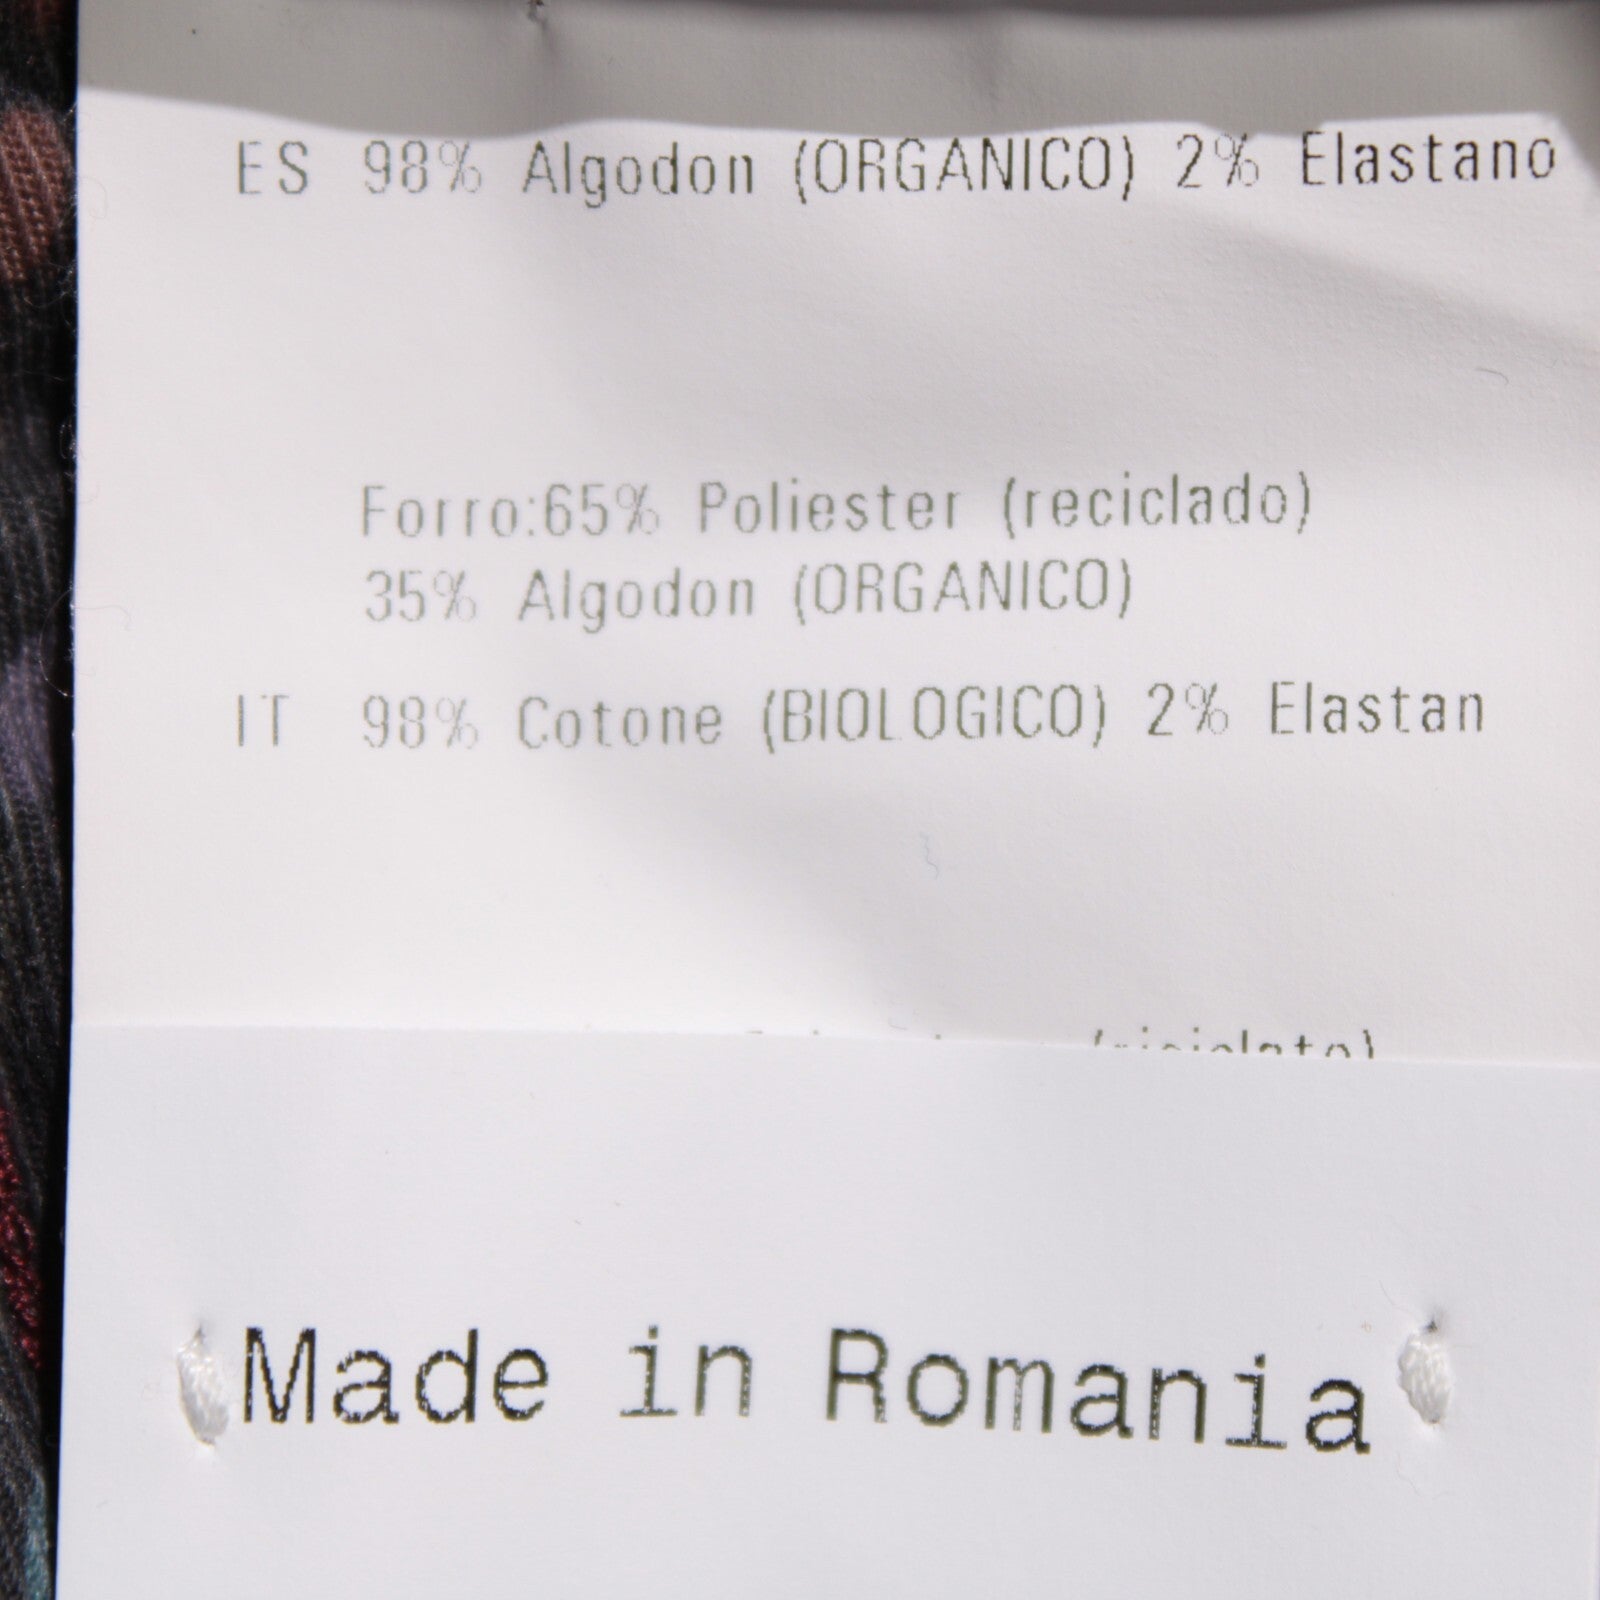 ES 98% Algodon (ORGANICO) 2% Elastano
Forro:65% Poliester (reciclado)
35% Algodon (ORGANICO)
IT 98% Cotone (BIOLOGICO) 2% Elastan
(riciclato)
Made in Romania